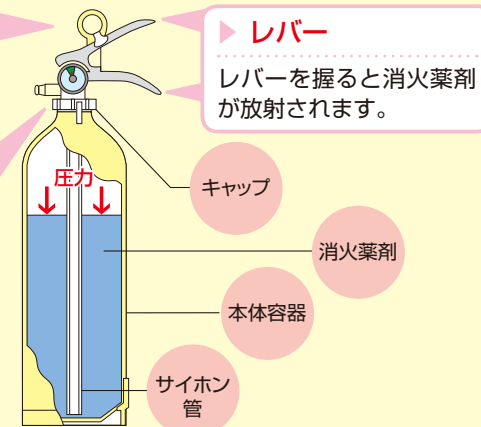 ▶ レバー
レバーを握ると消火薬剤
が放射されます。
圧力
キャップ
消火薬剤
本体容器
サイホン
管